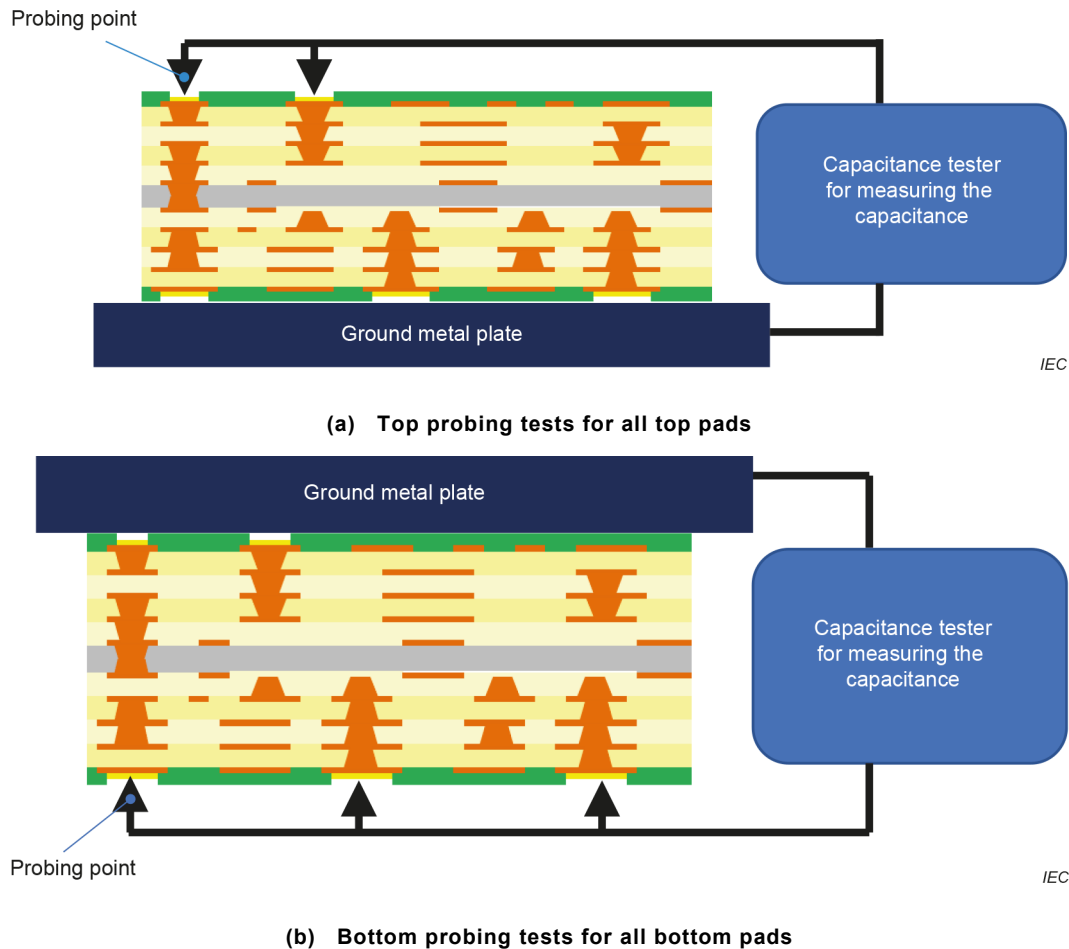 Probing point
Capacitance tester
for measuring the
capacitance
Ground metal plate
IEC
(a) Top probing tests for all top pads
Ground metal plate
Capacitance tester
for measuring the
capacitance
Probing point
IEC
(b) Bottom probing tests for all bottom pads